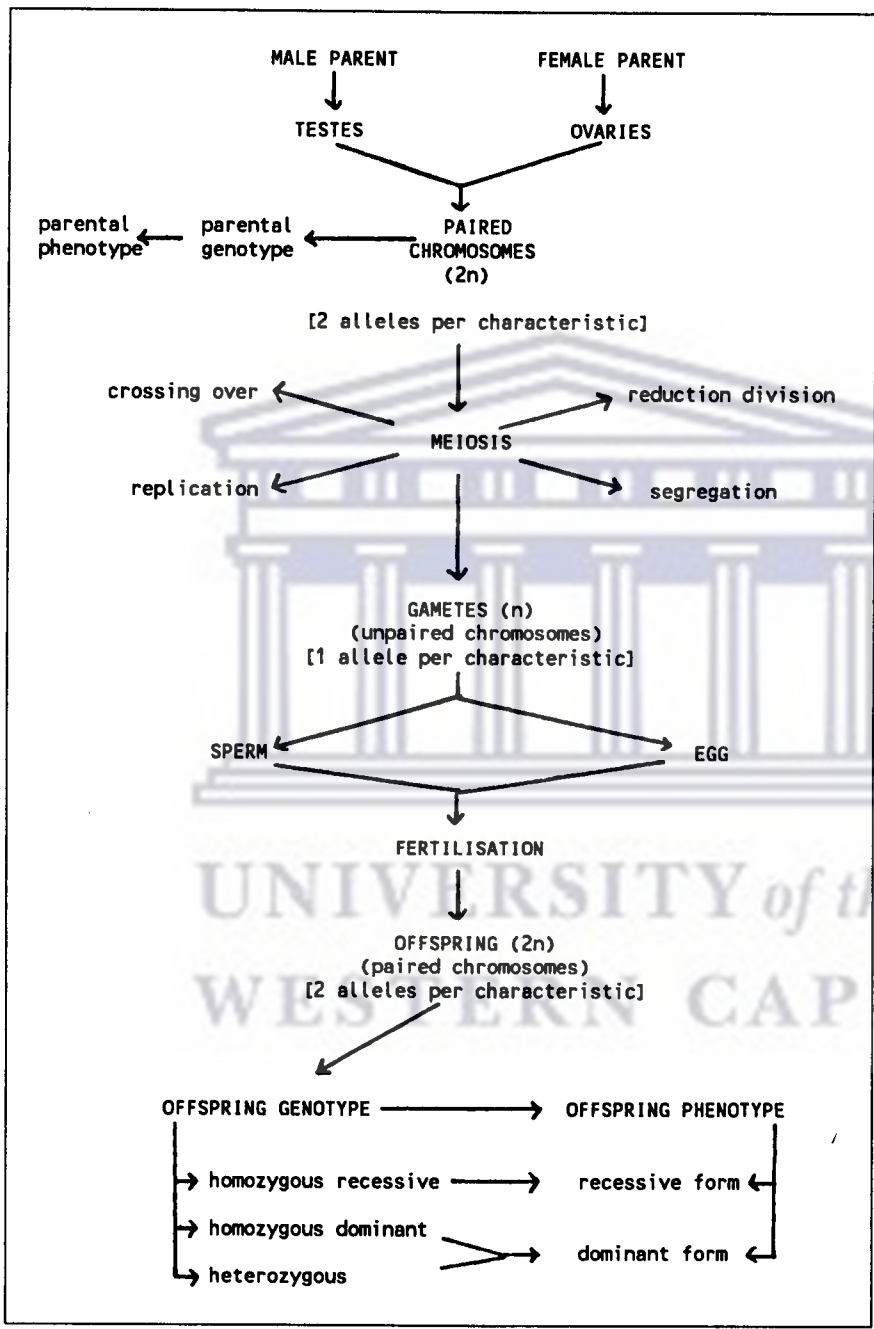 MALE PARENT FEMALE PARENT
TESTES OVARIES
parental parental PAIRED
phenotype genotype CHROMOSOMES
(2n)
[2 alleles per characteristic]
crossing over reduction division
MEIOSIS
replication segregation
GAMETES (n)
(unpaired chromosomes)
[1 allele per characteristic]
SPERM EGG
FERTILISATION
UNIVERSITY of th
OFFSPRING (2n)
(paired chromosomes)
[2 alleles per characteristic]
WESTERN CAP
OFFSPRING GENOTYPE OFFSPRING PHENOTYPE
homozygous recessive recessive form
homozygous dominant
dominant form
heterozygous